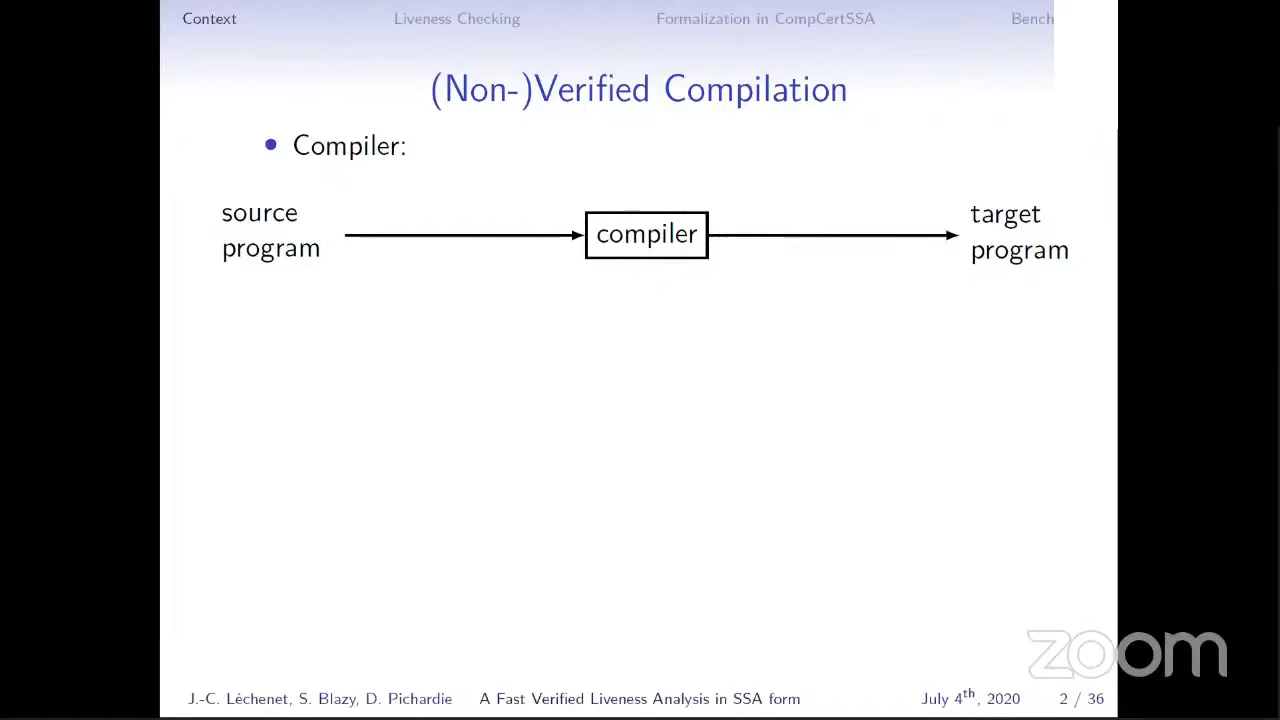 Context Liveness Checking Formalization in CompCertSSA Bench
(Non-)Verified Compilation
• Compiler:
source
program
compiler
target
program
zoom
J.-C. Léchenet, S. Blazy, D. Pichardie A Fast Verified Liveness Analysis in SSA form July 4th, 2020 2 / 36